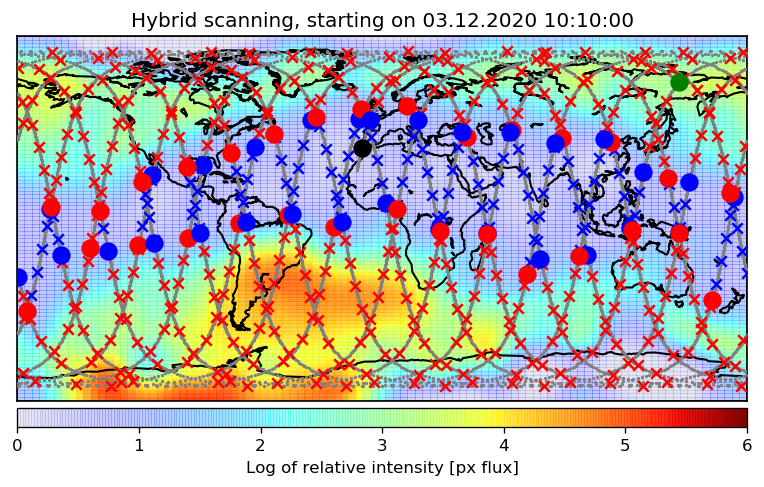 Hybrid scanning, starting on 03.12.2020 10:10:00
0 1 2 3 4 5 6
Log of relative intensity [px flux]